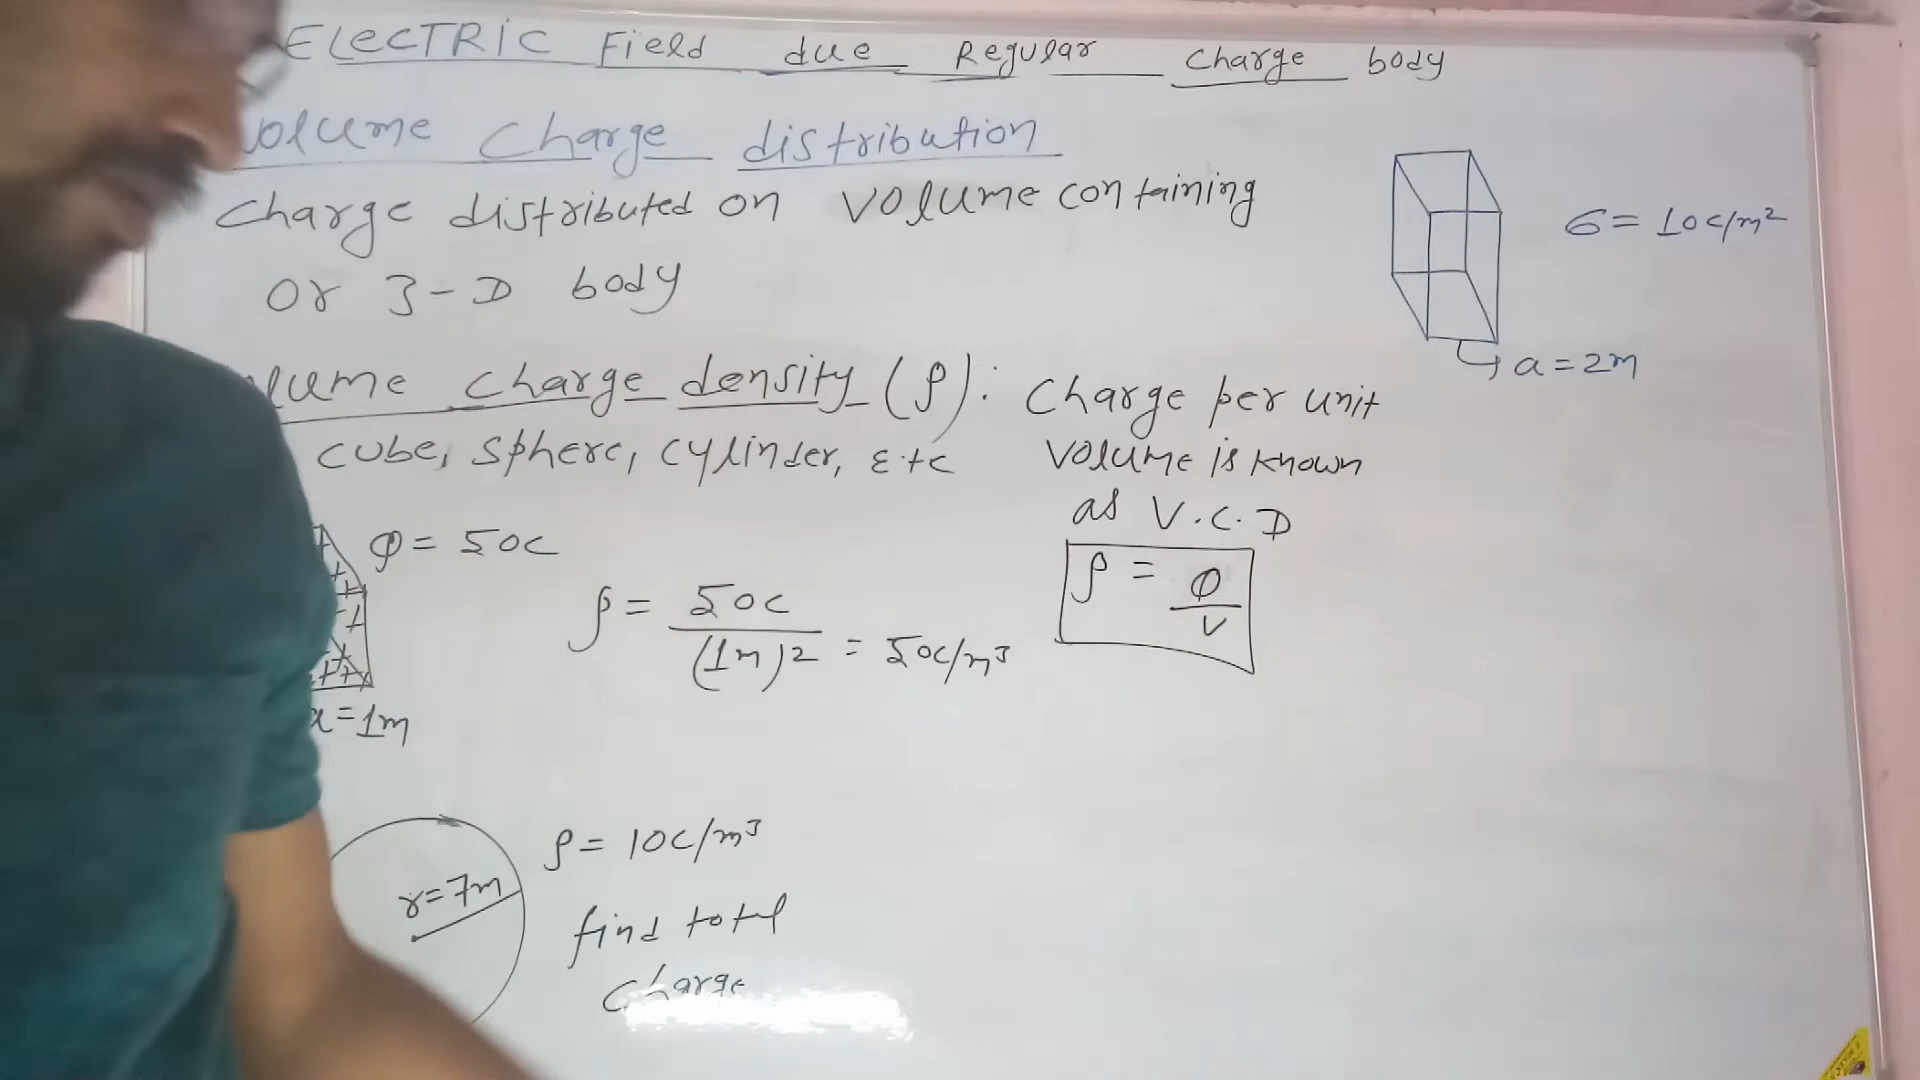 ELECTRIC Field due Regular charge body
volume charge distribution
charge distributed on volume containing
or 3-D body
σ = 10c/m²
a = 2m
lume charge density (ρ): charge per unit
cube, sphere, cylinder, etc volume is known
as V.C.D
Q = 50C
ρ = Q/V
ρ = 50C/(1m)² = 50C/m³
a = 1m
r = 7m
ρ = 10C/m³
find total
charge